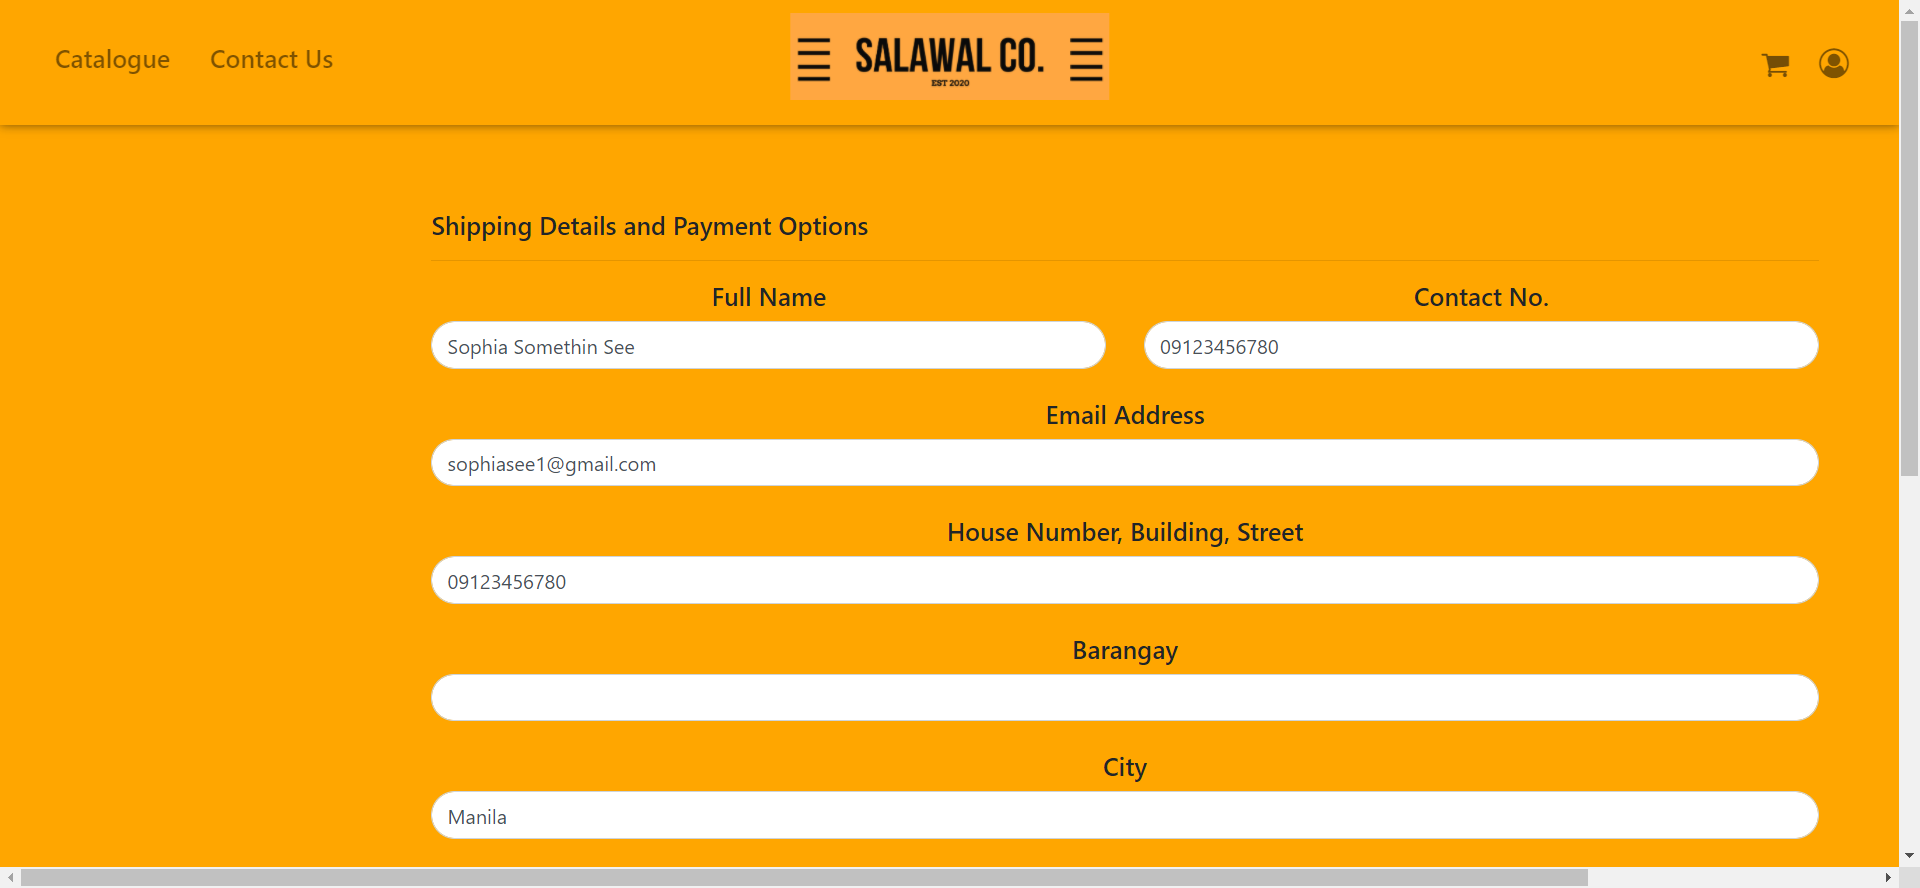 Catalogue Contact Us
SALAWAL CO.
EST 2020
Shipping Details and Payment Options
Full Name Contact No.
Sophia Somethin See 09123456780
Email Address
sophiasee1@gmail.com
House Number, Building, Street
09123456780
Barangay
City
Manila